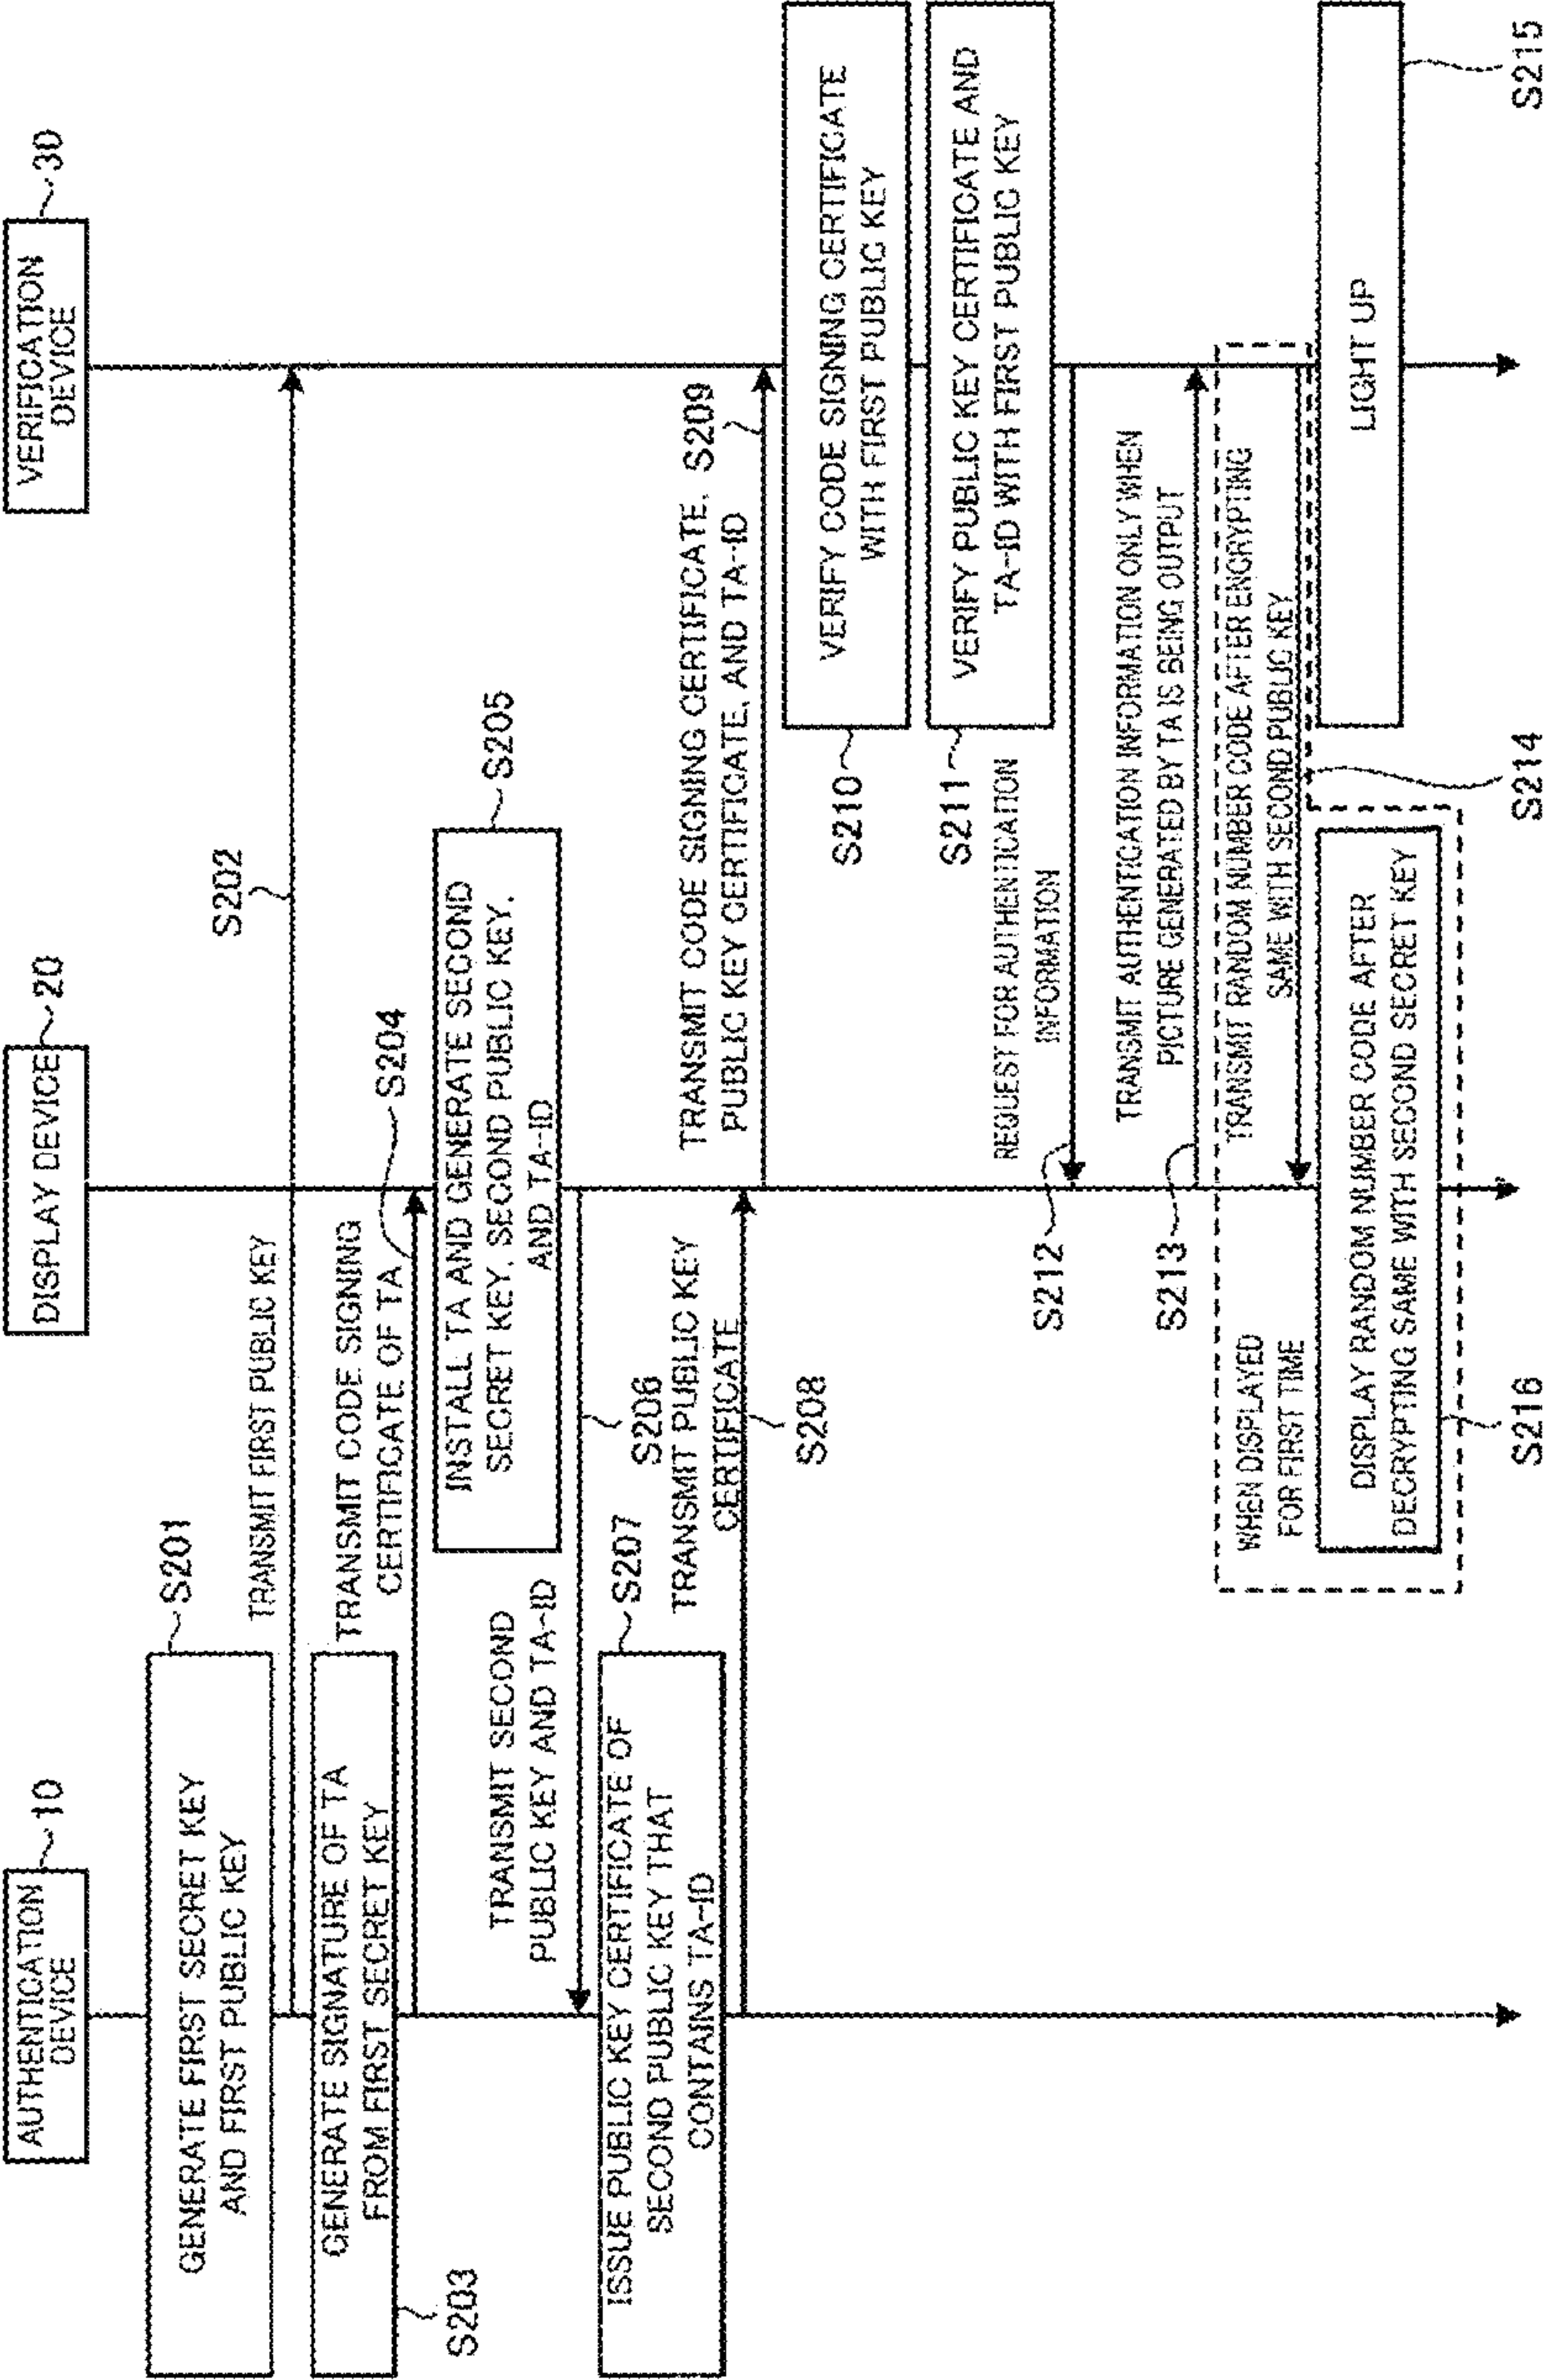 AUTHENTICATION
DEVICE
10
DISPLAY DEVICE
20
VERIFICATION
DEVICE
30
GENERATE FIRST SECRET KEY
AND FIRST PUBLIC KEY
S201
TRANSMIT FIRST PUBLIC KEY
S202
GENERATE SIGNATURE OF TA
FROM FIRST SECRET KEY
S203
TRANSMIT CODE SIGNING
CERTIFICATE OF TA
S204
INSTALL TA AND GENERATE SECOND
SECRET KEY, SECOND PUBLIC KEY,
AND TA-ID
S205
TRANSMIT SECOND
PUBLIC KEY AND TA-ID
S206
ISSUE PUBLIC KEY CERTIFICATE OF
SECOND PUBLIC KEY THAT
CONTAINS TA-ID
S207
TRANSMIT PUBLIC KEY
CERTIFICATE
S208
TRANSMIT CODE SIGNING CERTIFICATE,
PUBLIC KEY CERTIFICATE, AND TA-ID
S209
VERIFY CODE SIGNING CERTIFICATE
WITH FIRST PUBLIC KEY
S210
VERIFY PUBLIC KEY CERTIFICATE AND
TA-ID WITH FIRST PUBLIC KEY
S211
REQUEST FOR AUTHENTICATION
INFORMATION
S212
TRANSMIT AUTHENTICATION INFORMATION ONLY WHEN
PICTURE GENERATED BY TA IS BEING OUTPUT
S213
WHEN DISPLAYED
FOR FIRST TIME
TRANSMIT RANDOM NUMBER CODE AFTER ENCRYPTING
SAME WITH SECOND PUBLIC KEY
S214
LIGHT UP
S215
DISPLAY RANDOM NUMBER CODE AFTER
DECRYPTING SAME WITH SECOND SECRET KEY
S216